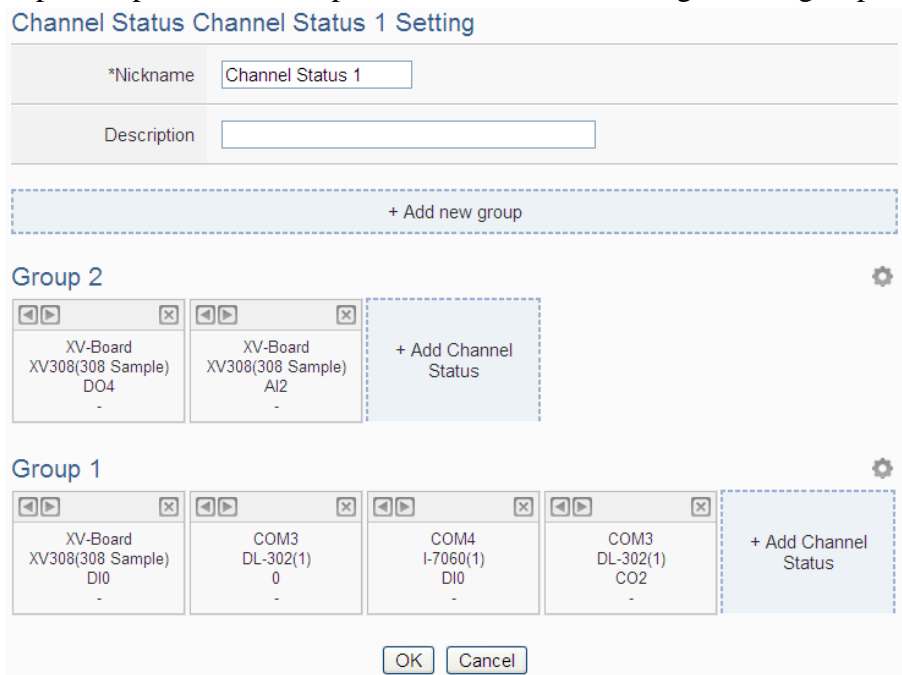 Channel Status Channel Status 1 Setting
*Nickname Channel Status 1
Description
+ Add new group
Group 2
XV-Board XV-Board
XV308(308 Sample) XV308(308 Sample) + Add Channel
DO4 AI2 Status
- -
Group 1
XV-Board COM3 COM4 COM3
XV308(308 Sample) DL-302(1) I-7060(1) DL-302(1) + Add Channel
DI0 0 DI0 CO2 Status
- - - -
OK Cancel